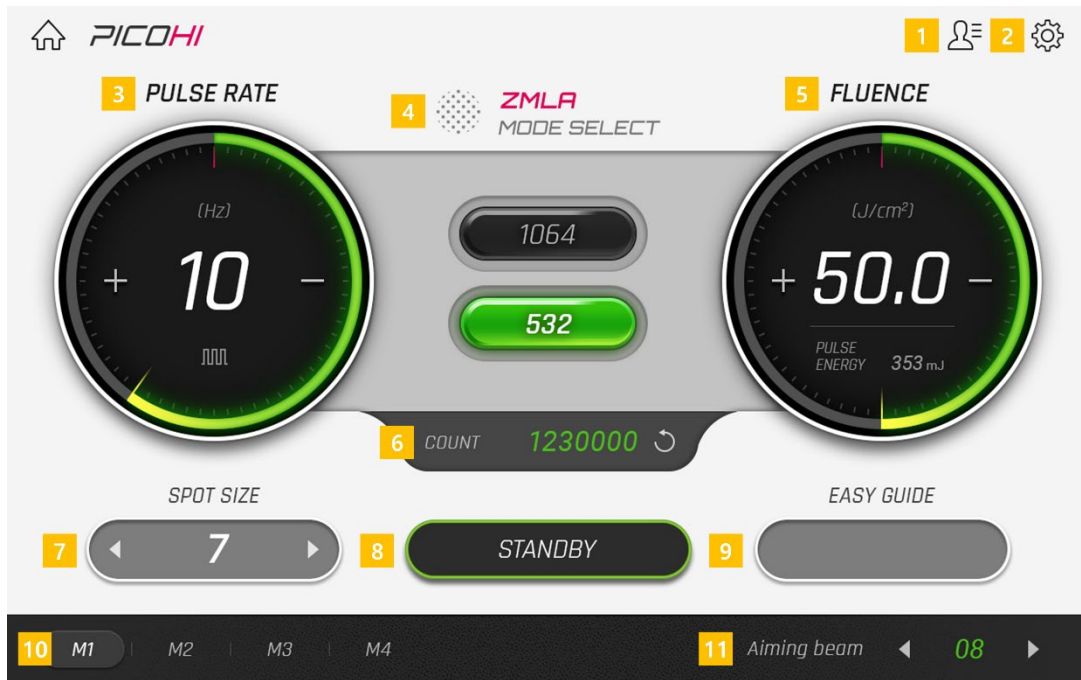 PICOHI
1
2
3 PULSE RATE
4 ZMLA
MODE SELECT
5 FLUENCE
(Hz)
+ 10 −
1064
532
(J/cm²)
+ 50.0 −
PULSE
ENERGY 353 mJ
6 COUNT 1230000
SPOT SIZE
7 7
8 STANDBY
EASY GUIDE
9
10 M1 M2 M3 M4
11 Aiming beam 08